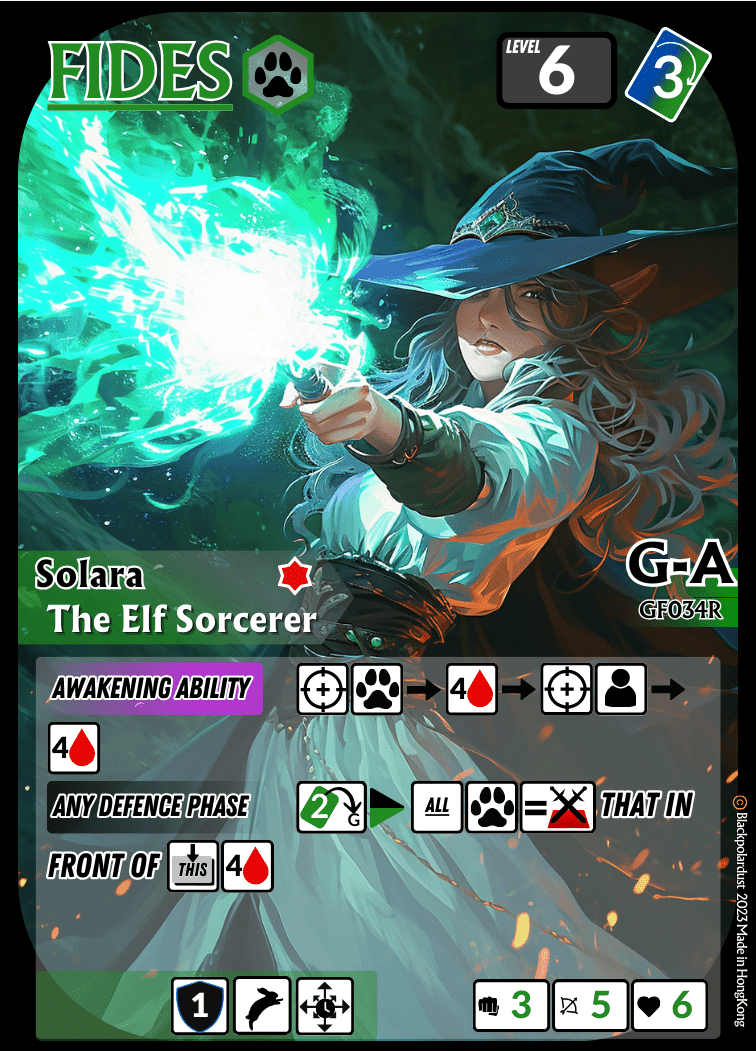 FIDES
LEVEL
6
3
Solara
The Elf Sorcerer
G-A
GF034R
AWAKENING ABILITY 4
4
ANY DEFENCE PHASE 2 G ALL = THAT IN
FRONT OF THIS 4
1
3 5 6
© Blackpolardust 2023 Made in HongKong